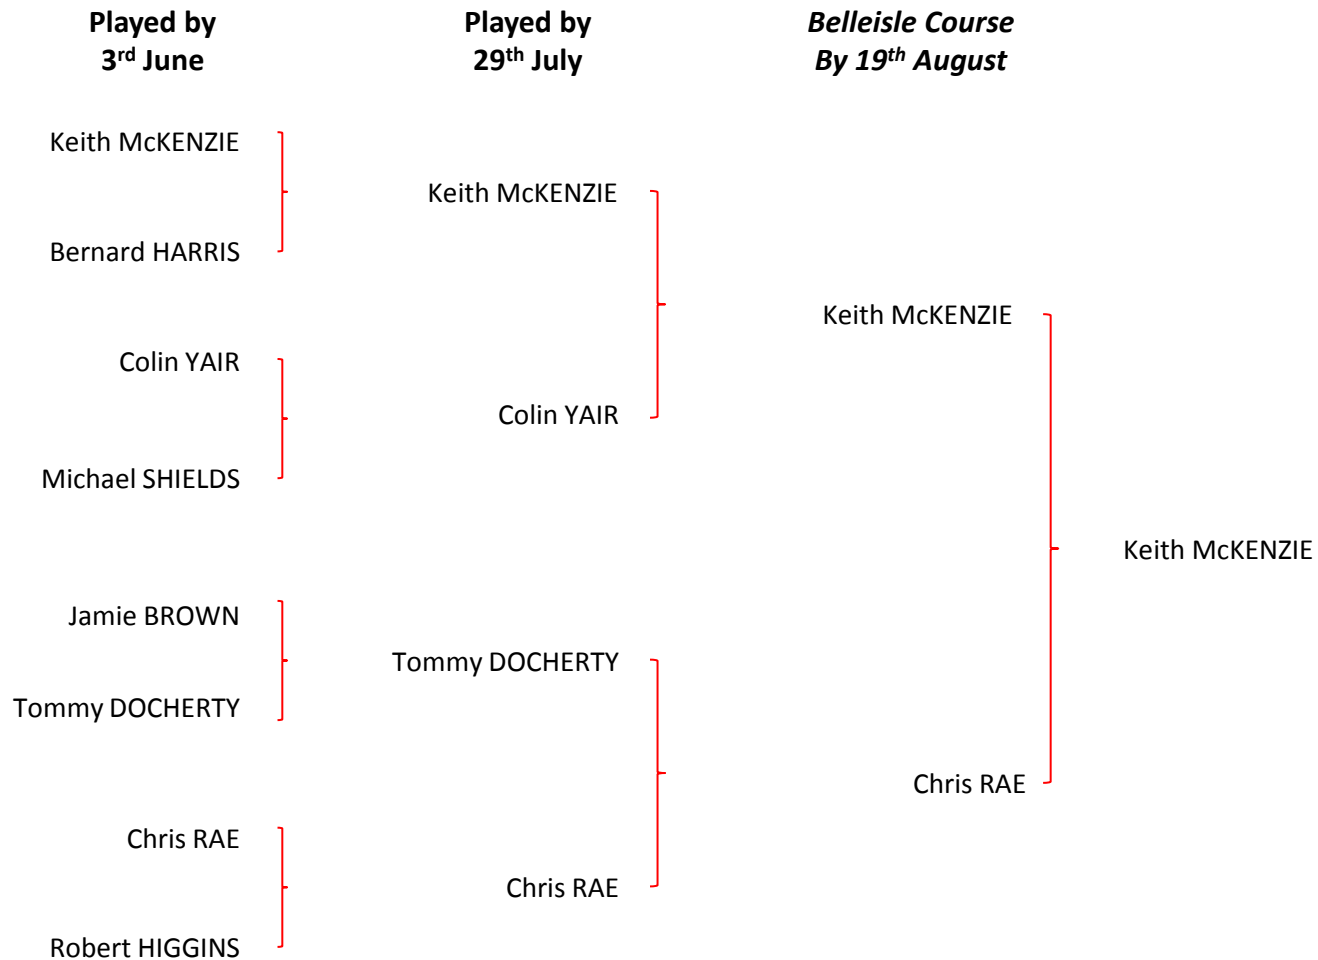 Played by
3rd June
Played by
29th July
Belleisle Course
By 19th August
Keith McKENZIE
Bernard HARRIS
Colin YAIR
Michael SHIELDS
Jamie BROWN
Tommy DOCHERTY
Chris RAE
Robert HIGGINS
Keith McKENZIE
Colin YAIR
Tommy DOCHERTY
Chris RAE
Keith McKENZIE
Chris RAE
Keith McKENZIE